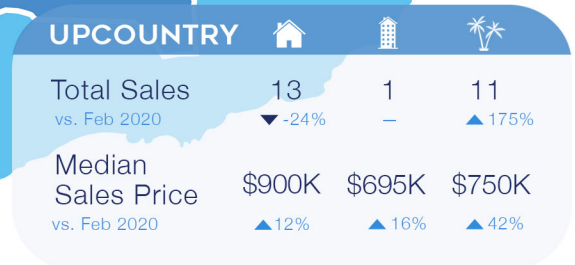 UPCOUNTRY
Total Sales 13 1 11
vs. Feb 2020 ▼ -24% — ▲ 175%
Median
Sales Price $900K $695K $750K
vs. Feb 2020 ▲ 12% ▲ 16% ▲ 42%